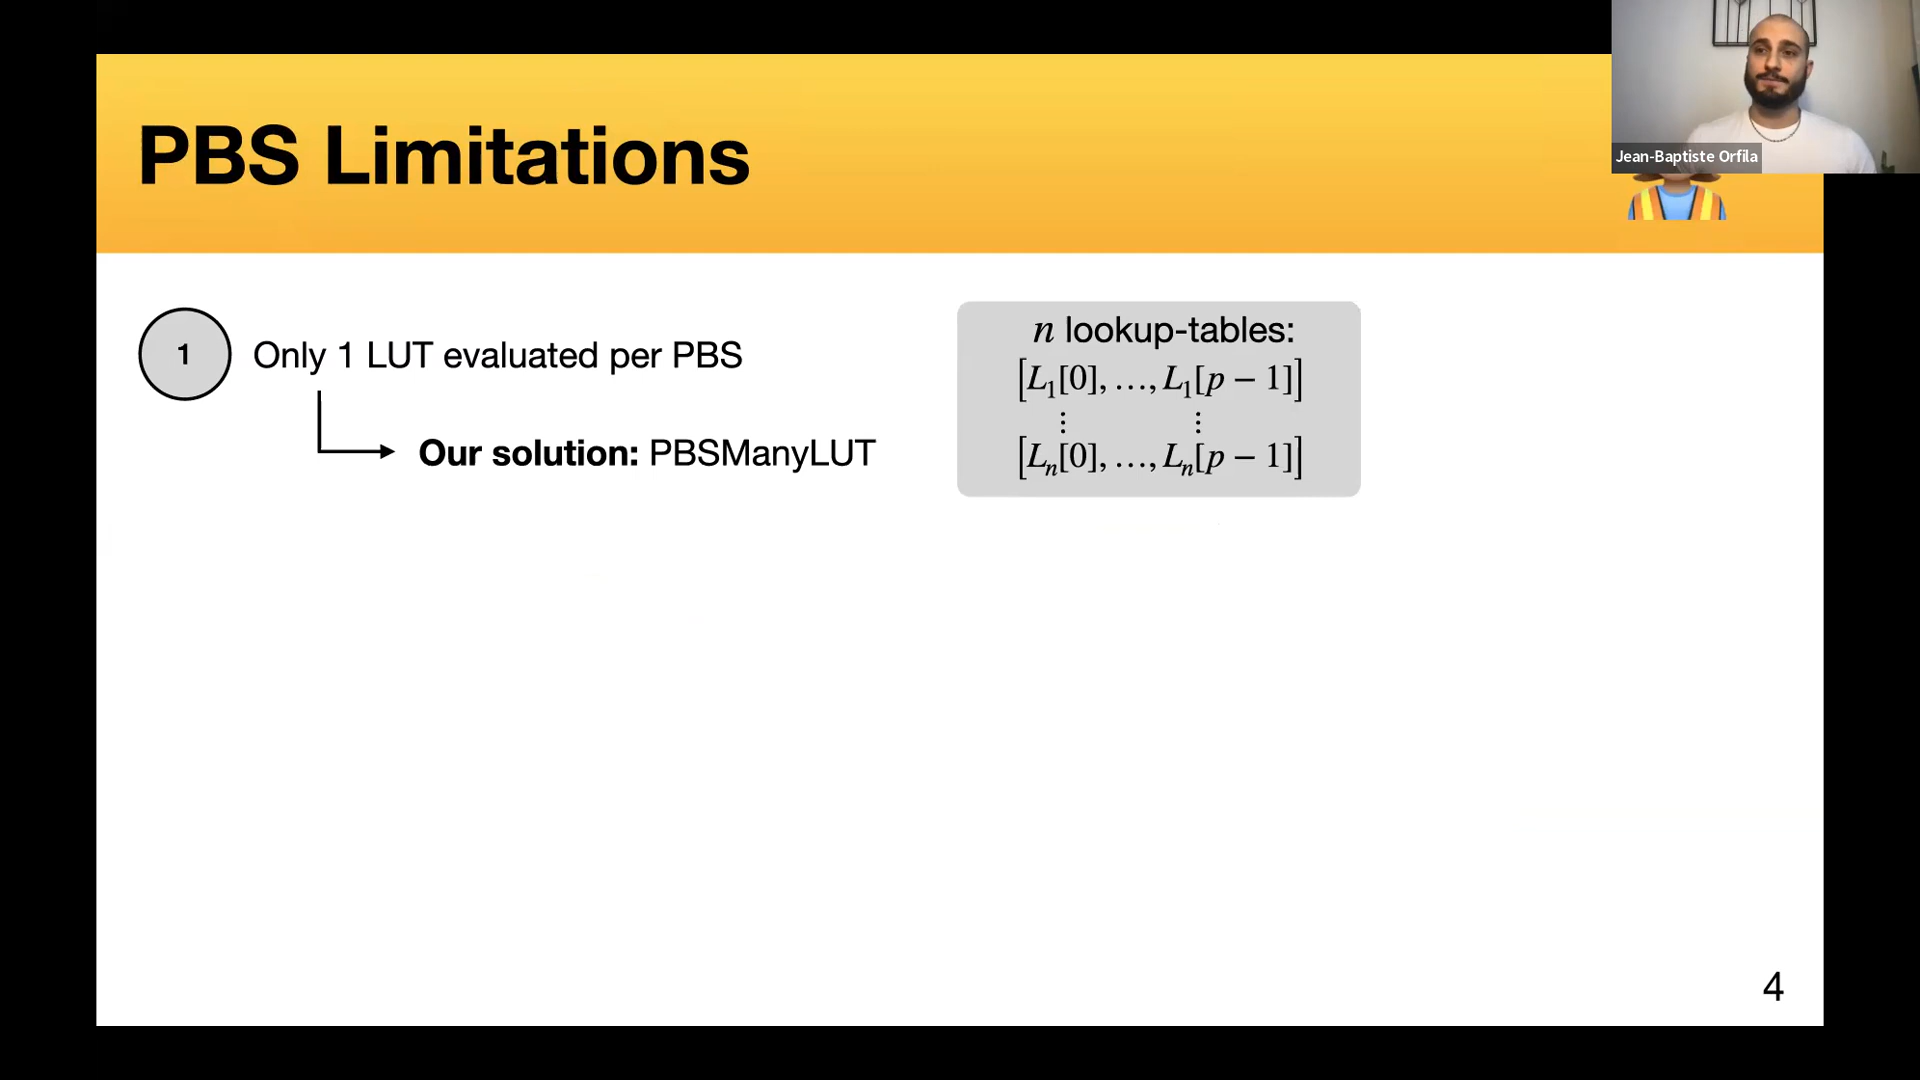 PBS Limitations
Jean-Baptiste Orfila
1
Only 1 LUT evaluated per PBS
Our solution: PBSManyLUT
n lookup-tables:
[L₁[0], …, L₁[p − 1]]
⋮ ⋮
[Lₙ[0], …, Lₙ[p − 1]]
4